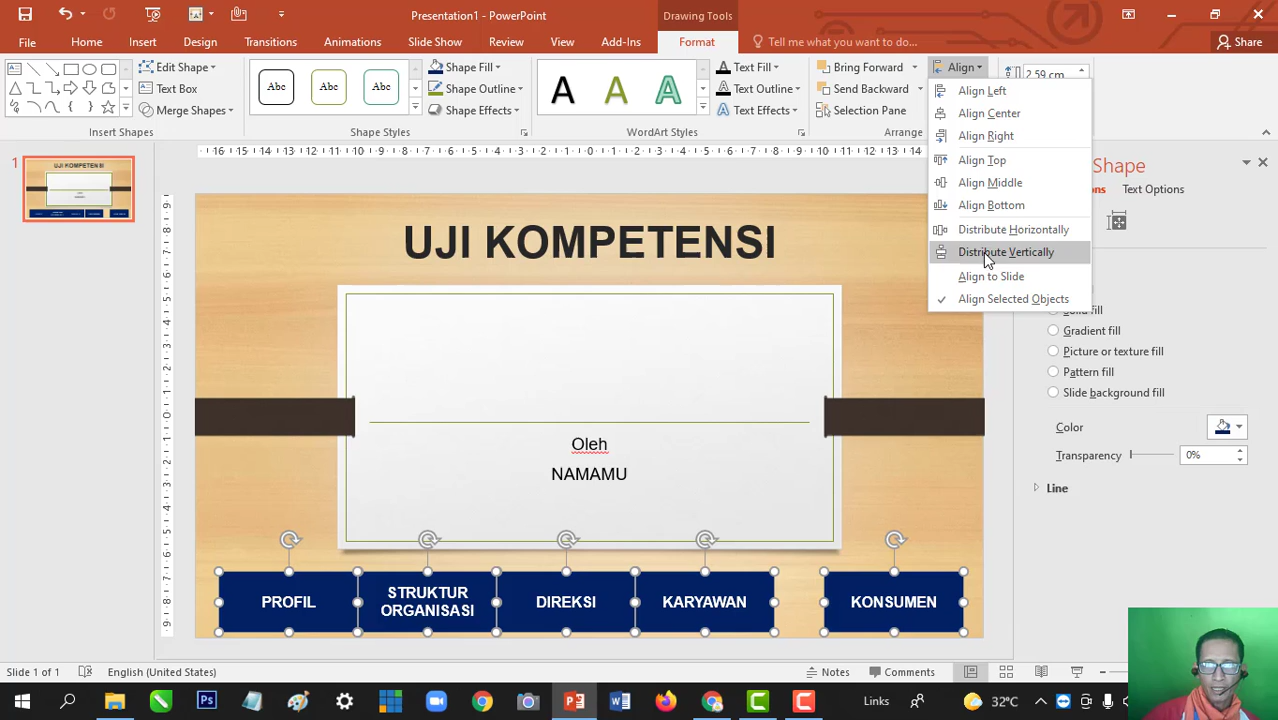 Presentation1 - PowerPoint
Drawing Tools
File
Home
Insert
Design
Transitions
Animations
Slide Show
Review
View
Add-Ins
Format
Tell me what you want to do...
Share
Edit Shape
Text Box
Merge Shapes
Insert Shapes
Abc
Abc
Abc
Shape Fill
Shape Outline
Shape Effects
Shape Styles
A
A
A
Text Fill
Text Outline
Text Effects
WordArt Styles
Bring Forward
Send Backward
Selection Pane
Arrange
Align
2.59 cm
Align Left
Align Center
Align Right
Align Top
Align Middle
Align Bottom
Distribute Horizontally
Distribute Vertically
Align to Slide
Align Selected Objects
1
UJI KOMPETENSI
Oleh
NAMAMU
PROFIL
STRUKTUR
ORGANISASI
DIREKSI
KARYAWAN
KONSUMEN
Shape
Text Options
Solid fill
Gradient fill
Picture or texture fill
Pattern fill
Slide background fill
Color
Transparency
0%
Line
Slide 1 of 1
English (United States)
Notes
Comments
Links
32°C